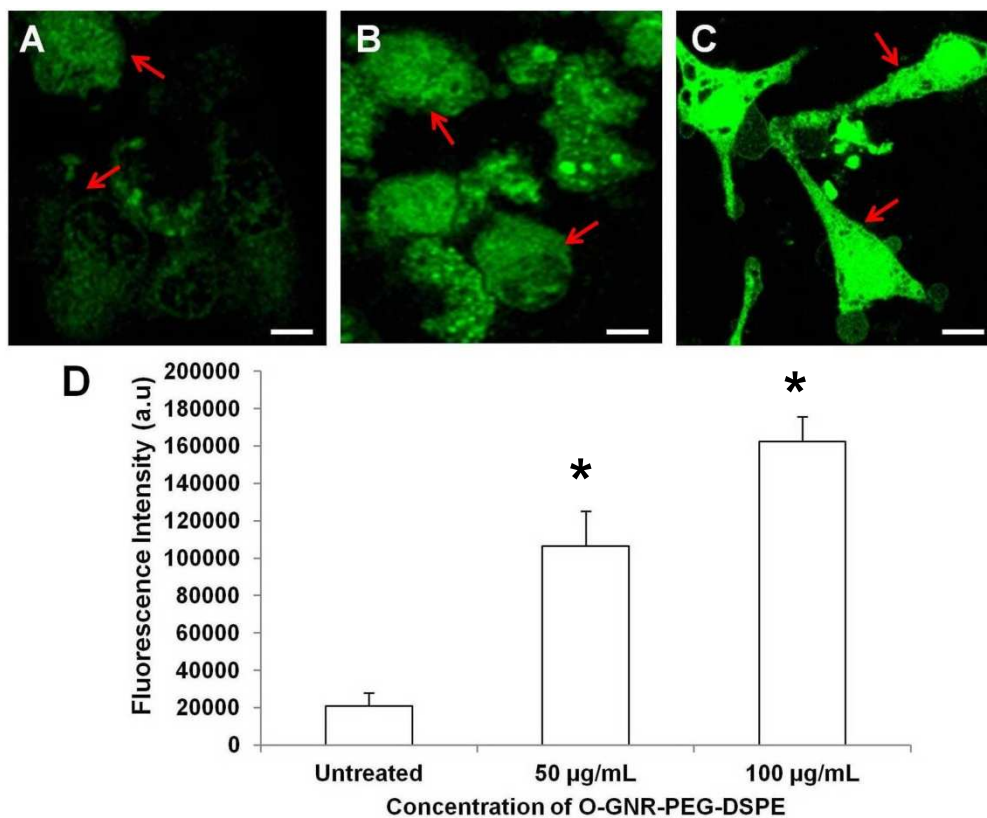 A
B
C
D
Fluorescence Intensity (a.u)
200000
180000
160000
140000
120000
100000
80000
60000
40000
20000
0
*
*
Untreated
50 µg/mL
100 µg/mL
Concentration of O-GNR-PEG-DSPE